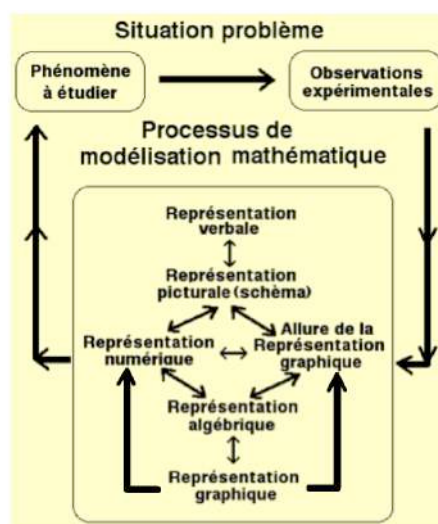 Situation problème
Phénomène
à étudier
Observations
expérimentales
Processus de
modélisation mathématique
Représentation
verbale
Représentation
picturale (schèma)
Représentation
numérique
Allure de la
Représentation
graphique
Représentation
algébrique
Représentation
graphique